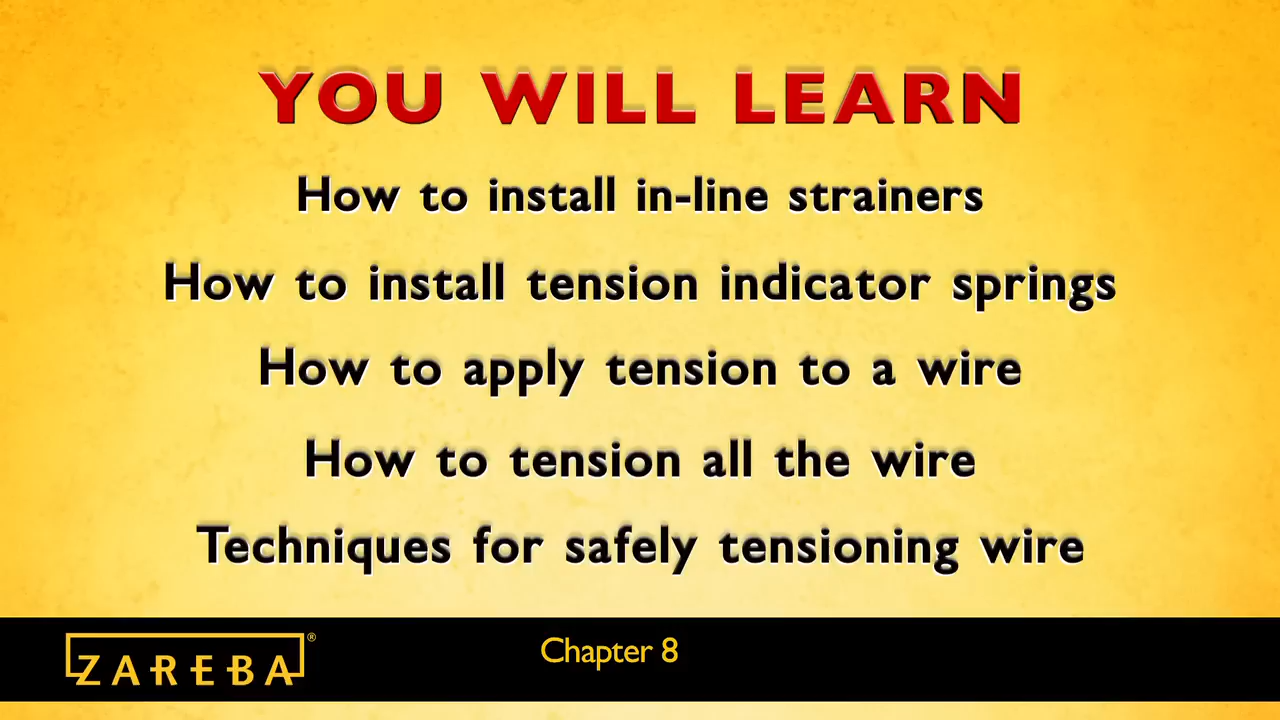 YOU WILL LEARN
How to install in-line strainers
How to install tension indicator springs
How to apply tension to a wire
How to tension all the wire
Techniques for safely tensioning wire
ZAREBA®
Chapter 8